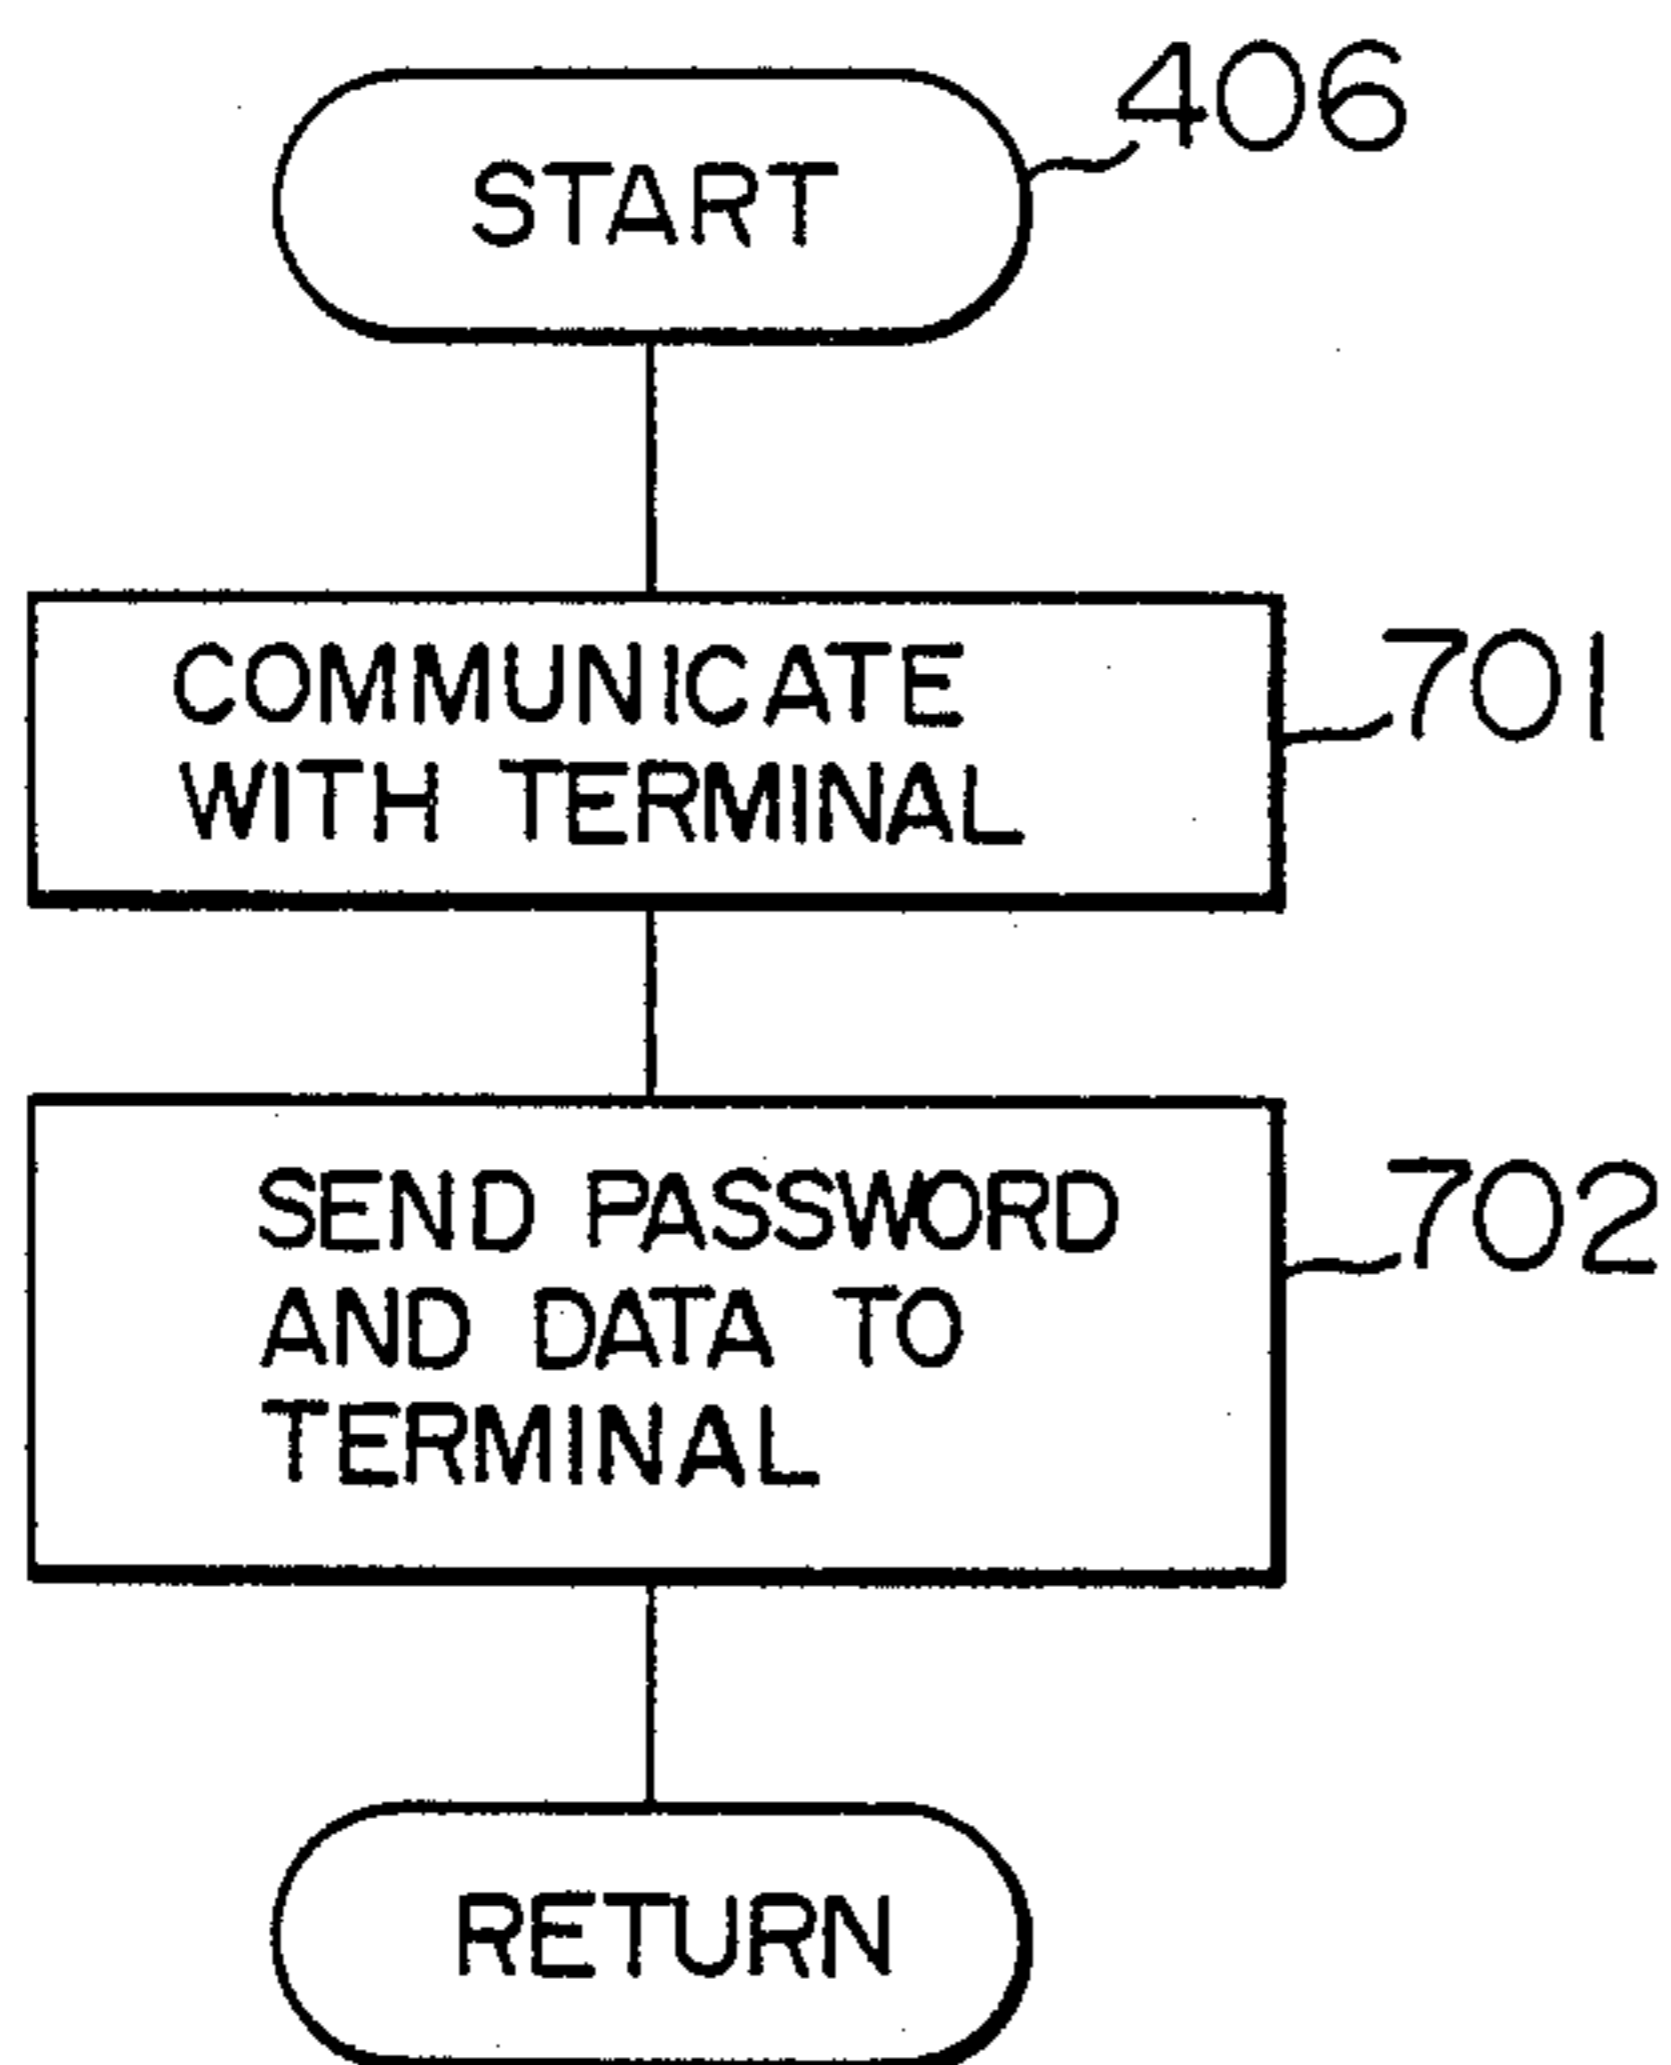 START
406
COMMUNICATE
WITH TERMINAL
701
SEND PASSWORD
AND DATA TO
TERMINAL
702
RETURN